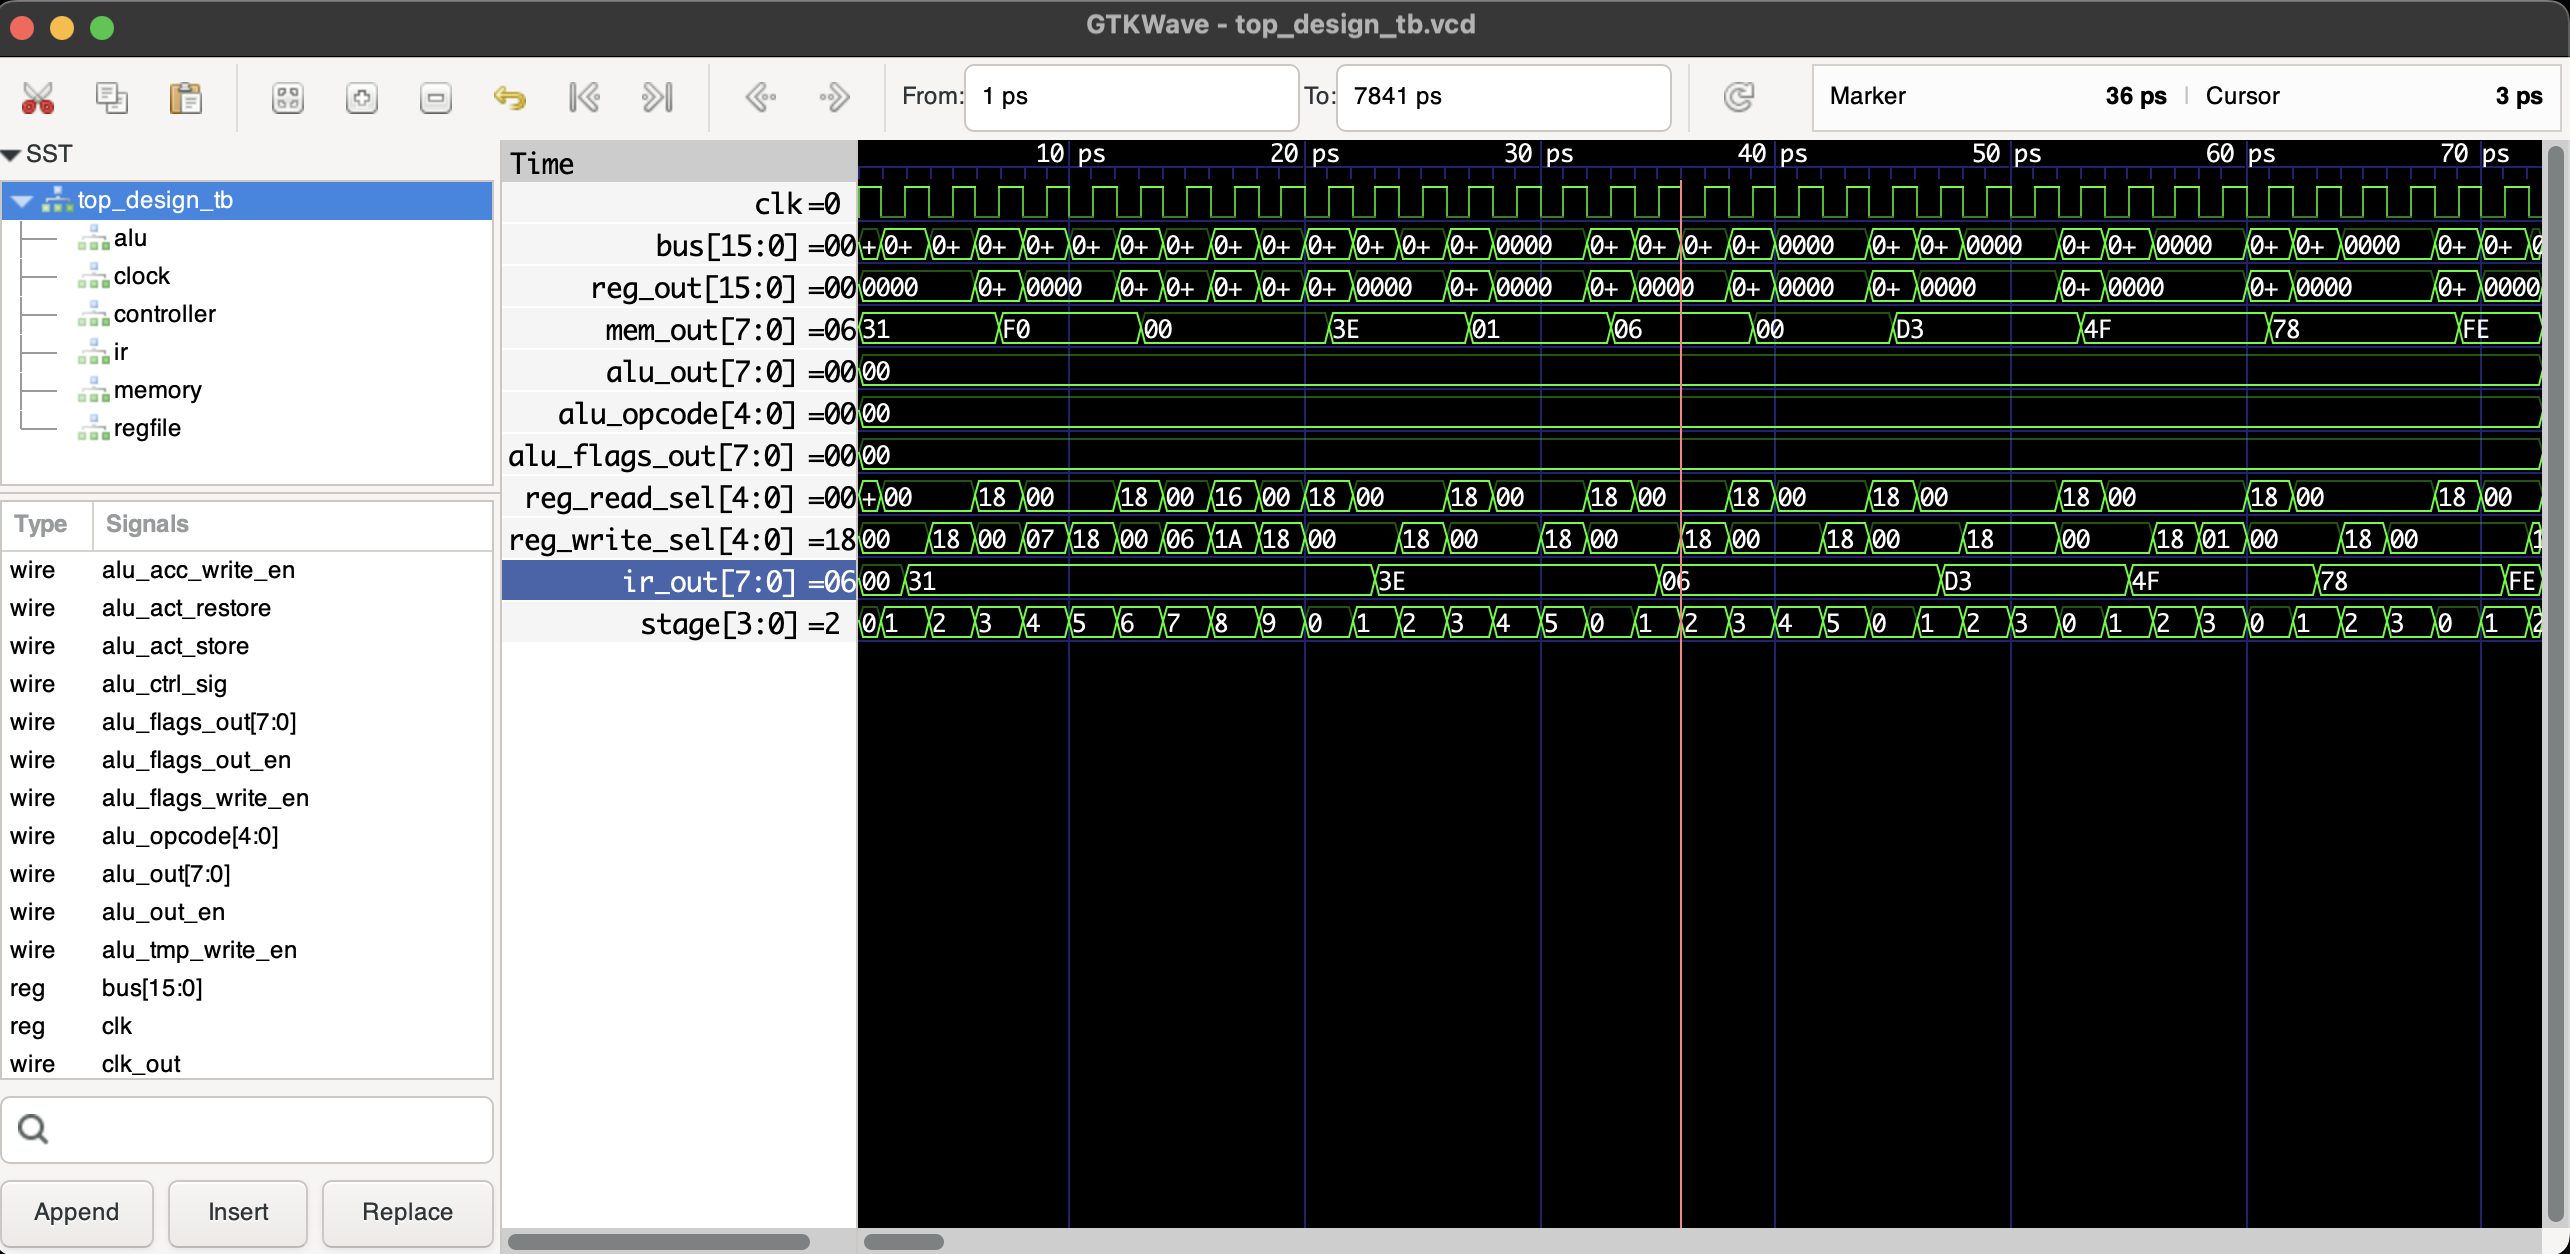 GTKWave - top_design_tb.vcd
From: 1 ps To: 7841 ps Marker 36 ps | Cursor 3 ps
SST
top_design_tb
alu
clock
controller
ir
memory
regfile
Type Signals
wire alu_acc_write_en
wire alu_act_restore
wire alu_act_store
wire alu_ctrl_sig
wire alu_flags_out[7:0]
wire alu_flags_out_en
wire alu_flags_write_en
wire alu_opcode[4:0]
wire alu_out[7:0]
wire alu_out_en
wire alu_tmp_write_en
reg bus[15:0]
reg clk
wire clk_out
Append Insert Replace
Time 10 ps 20 ps 30 ps 40 ps 50 ps 60 ps 70 ps
clk =0
bus[15:0] =00 + 0+ 0+ 0+ 0+ 0+ 0+ 0+ 0+ 0+ 0+ 0+ 0+ 0+ 0000 0+ 0+ 0+ 0+ 0000 0+ 0+ 0000 0+ 0+ 0000 0+ 0+ 0000 0+ 0+ 0
reg_out[15:0] =00 0000 0+ 0000 0+ 0+ 0+ 0+ 0+ 0000 0+ 0000 0+ 0000 0+ 0000 0+ 0000 0+ 0000 0+ 0000 0+ 0000
mem_out[7:0] =06 31 F0 00 3E 01 06 00 D3 4F 78 FE
alu_out[7:0] =00 00
alu_opcode[4:0] =00 00
alu_flags_out[7:0] =00 00
reg_read_sel[4:0] =00 + 00 18 00 18 00 16 00 18 00 18 00 18 00 18 00 18 00 18 00 18 00 18 00
reg_write_sel[4:0] =18 00 18 00 07 18 00 06 1A 18 00 18 00 18 00 18 00 18 00 18 00 18 01 00 18 00 1
ir_out[7:0] =06 00 31 3E 06 D3 4F 78 FE
stage[3:0] =2 0 1 2 3 4 5 6 7 8 9 0 1 2 3 4 5 0 1 2 3 4 5 0 1 2 3 0 1 2 3 0 1 2 3 0 1 2